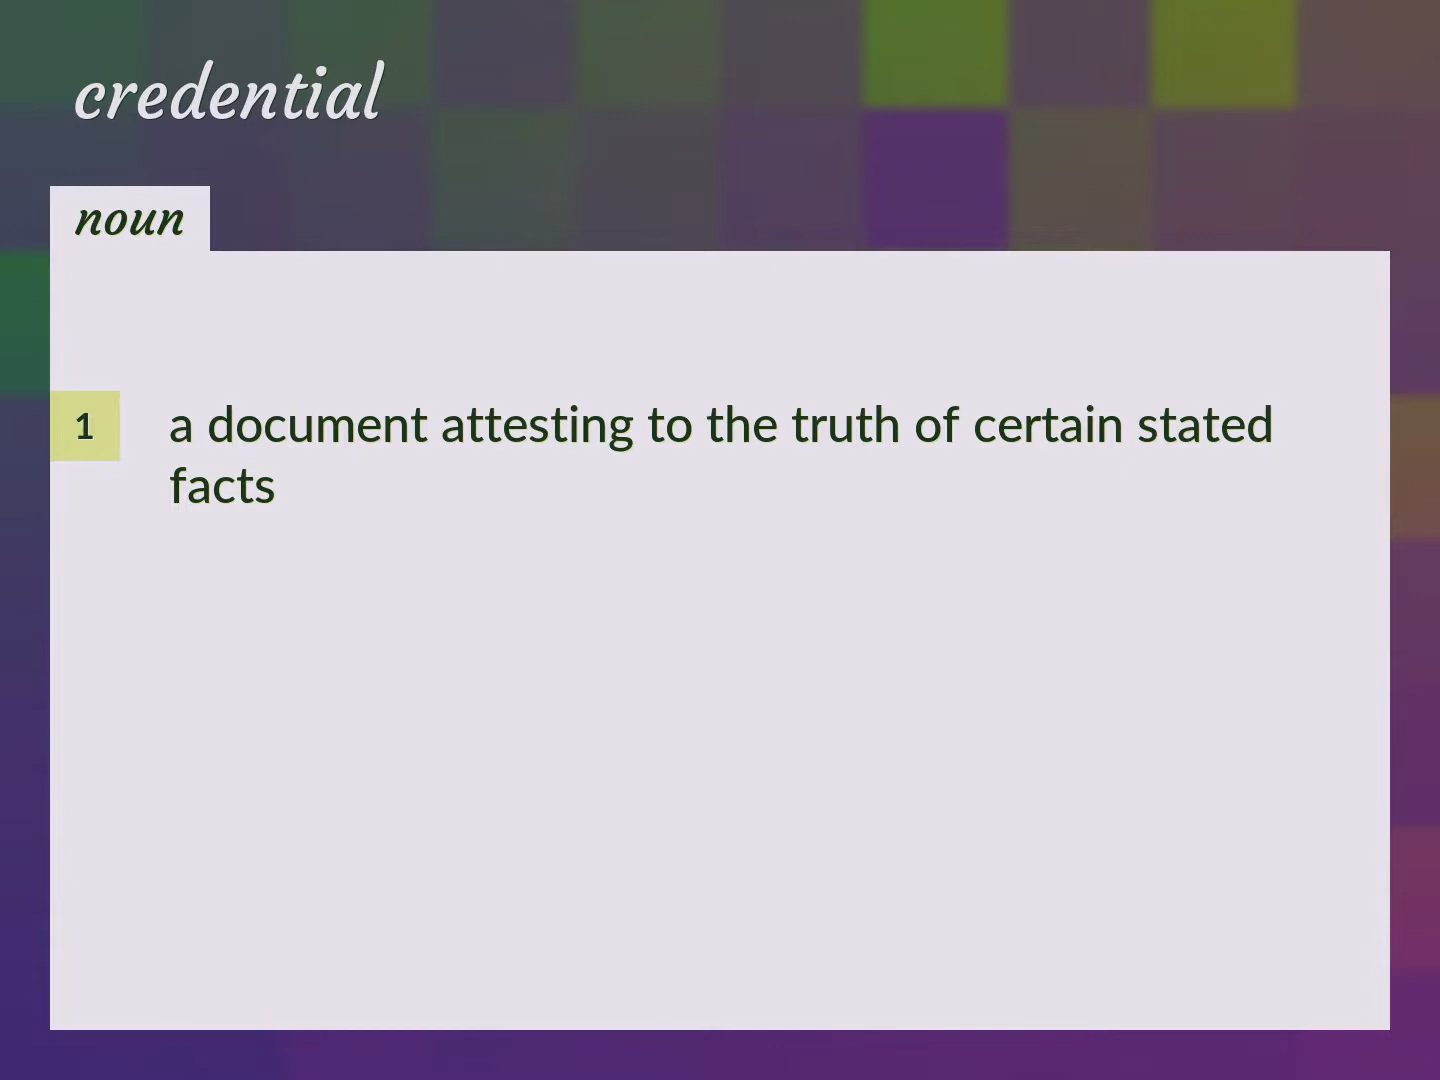 credential
noun
1
a document attesting to the truth of certain stated
facts